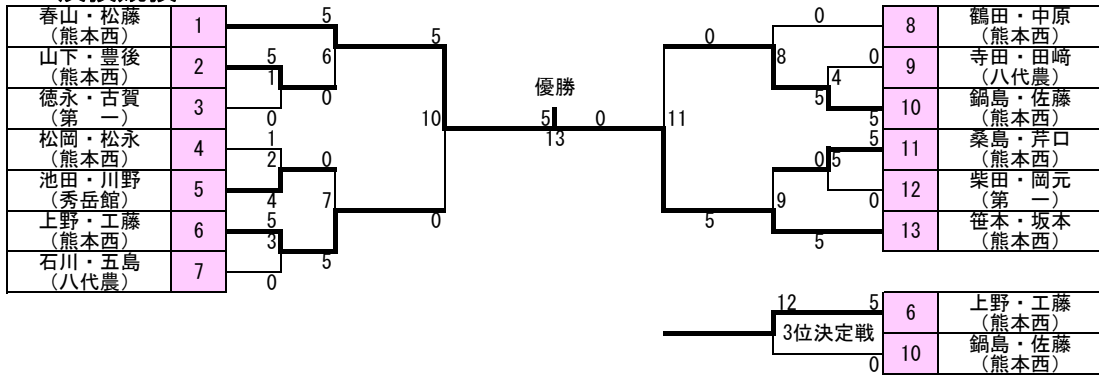 春山・松藤
（熊本西）
1
山下・豊後
（熊本西）
2
徳永・古賀
（第　一）
3
松岡・松永
（熊本西）
4
池田・川野
（秀岳館）
5
上野・工藤
（熊本西）
6
石川・五島
（八代農）
7
5
5
6
5
1
0
0
1
2
0
4
7
5
3
5
0
10
0
優勝
5 0
13
0
11
5
0
8
0
4
5
5
5
0 5
9
0
5
8
鶴田・中原
（熊本西）
9
寺田・田﨑
（八代農）
10
鍋島・佐藤
（熊本西）
11
桑島・芹口
（熊本西）
12
柴田・岡元
（第　一）
13
笹本・坂本
（熊本西）
12 5
3位決定戦
0
6
上野・工藤
（熊本西）
10
鍋島・佐藤
（熊本西）